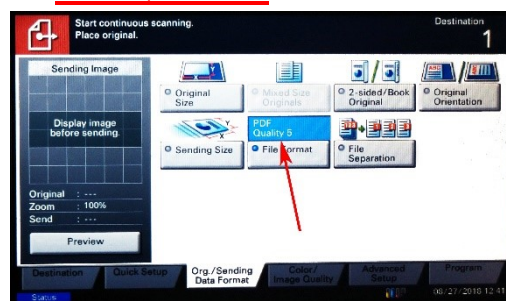 Start continuous scanning.
Place original.
Destination
1
Sending Image
Display image
before sending.
Original : ---
Zoom : 100%
Send : ---
Preview
Original
Size
Mixed Size
Originals
2-sided/Book
Original
Original
Orientation
Sending Size
PDF
Quality 5
File Format
File
Separation
Destination
Quick Setup
Org./Sending
Data Format
Color/
Image Quality
Advanced
Setup
Program
Status
08/27/2018 12:41